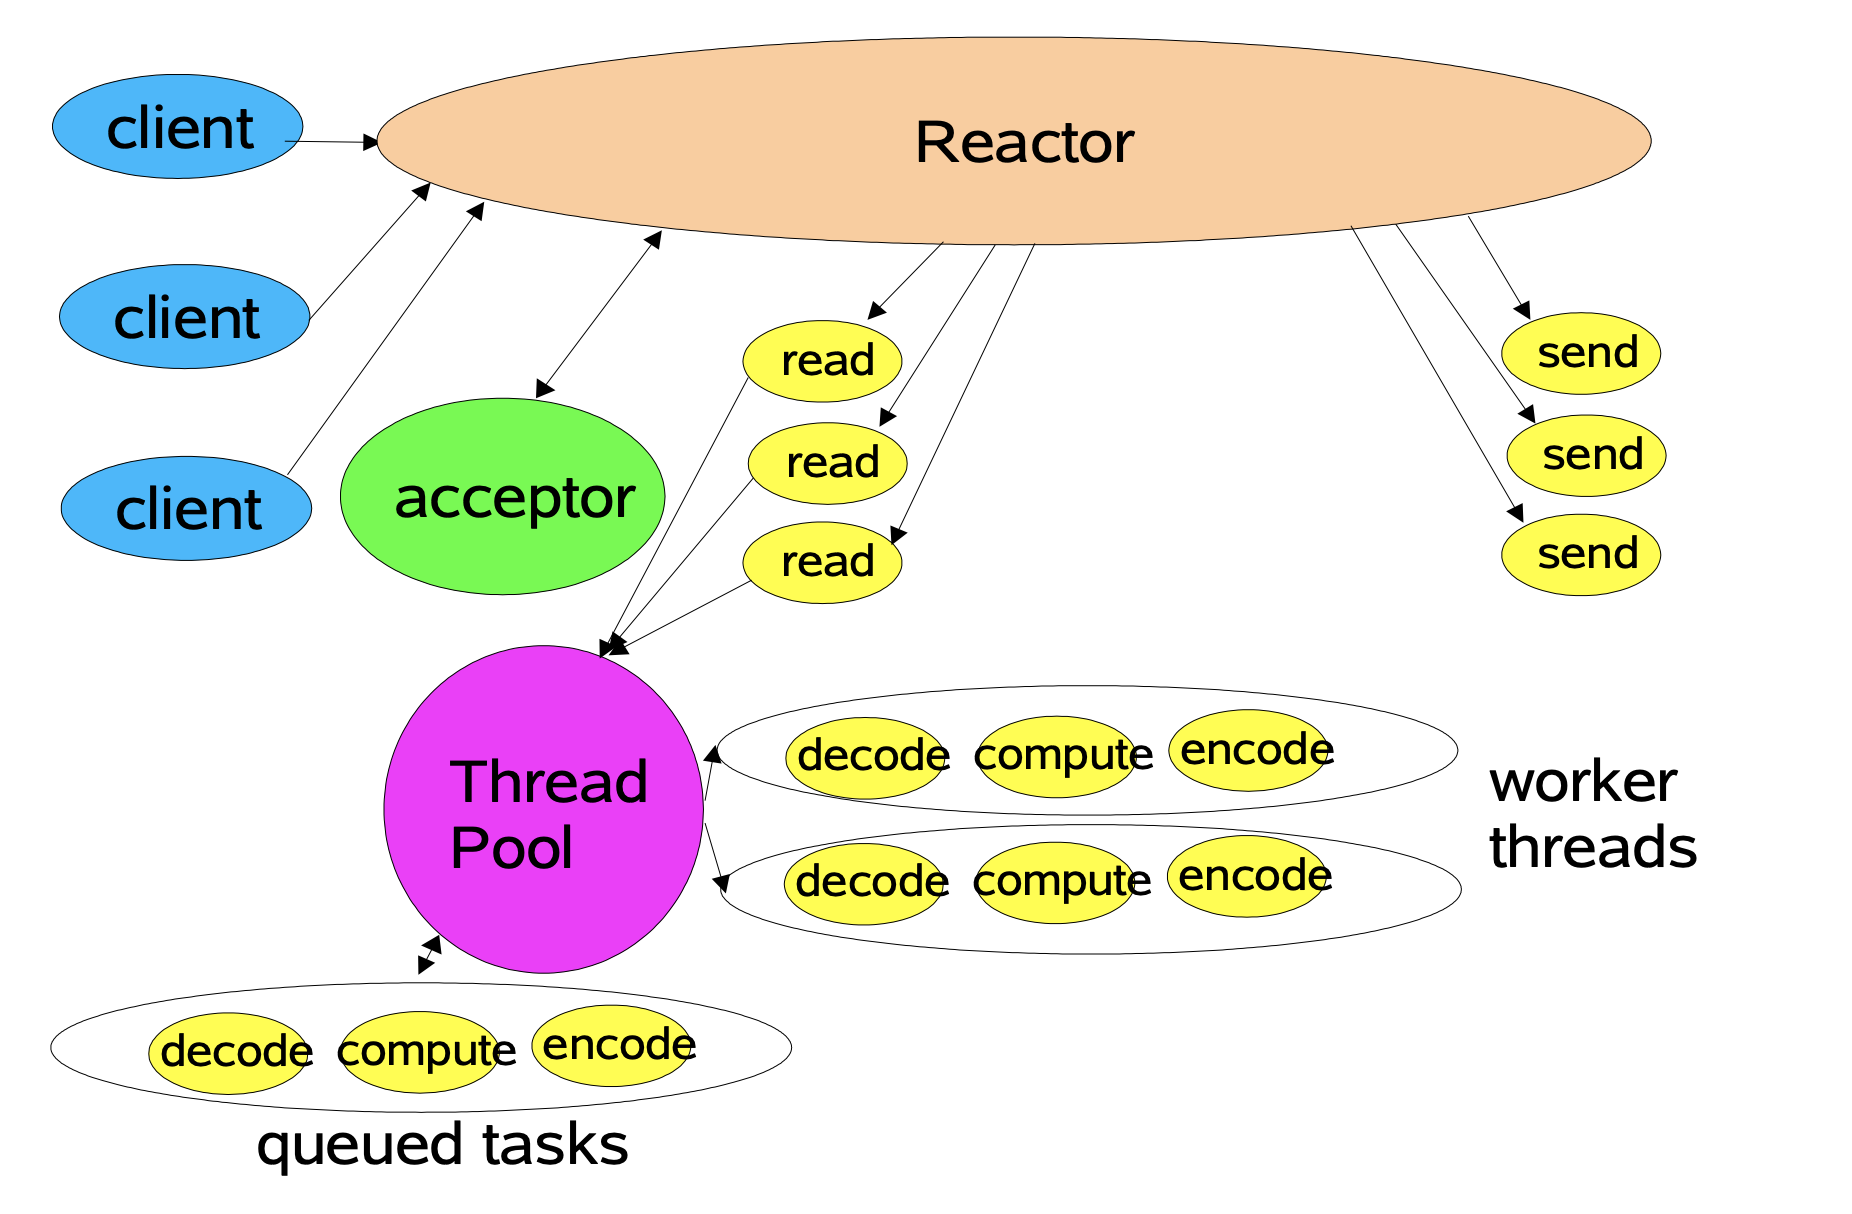 client
Reactor
client
client
acceptor
read
read
read
send
send
send
Thread
Pool
decode compute encode
decode compute encode
worker
threads
decode compute encode
queued tasks